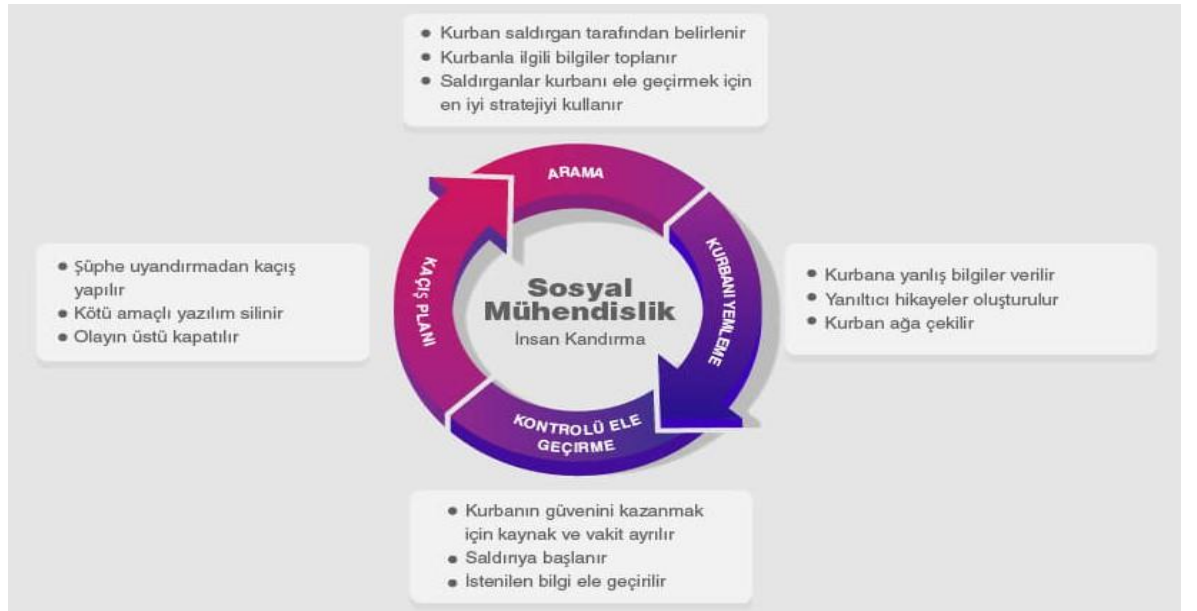 • Kurban saldırgan tarafından belirlenir
• Kurbanla ilgili bilgiler toplanır
• Saldırganlar kurbanı ele geçirmek için
en iyi stratejiyi kullanır
ARAMA
KURBANI YEMLEME
• Kurbana yanlış bilgiler verilir
• Yanıltıcı hikayeler oluşturulur
• Kurban ağa çekilir
Sosyal
Mühendislik
İnsan Kandırma
KAÇIŞ PLANI
• Şüphe uyandırmadan kaçış
yapılır
• Kötü amaçlı yazılım silinir
• Olayın üstü kapatılır
KONTROLÜ ELE
GEÇIRME
• Kurbanın güvenini kazanmak
için kaynak ve vakit ayrılır
• Saldırıya başlanır
• İstenilen bilgi ele geçirilir